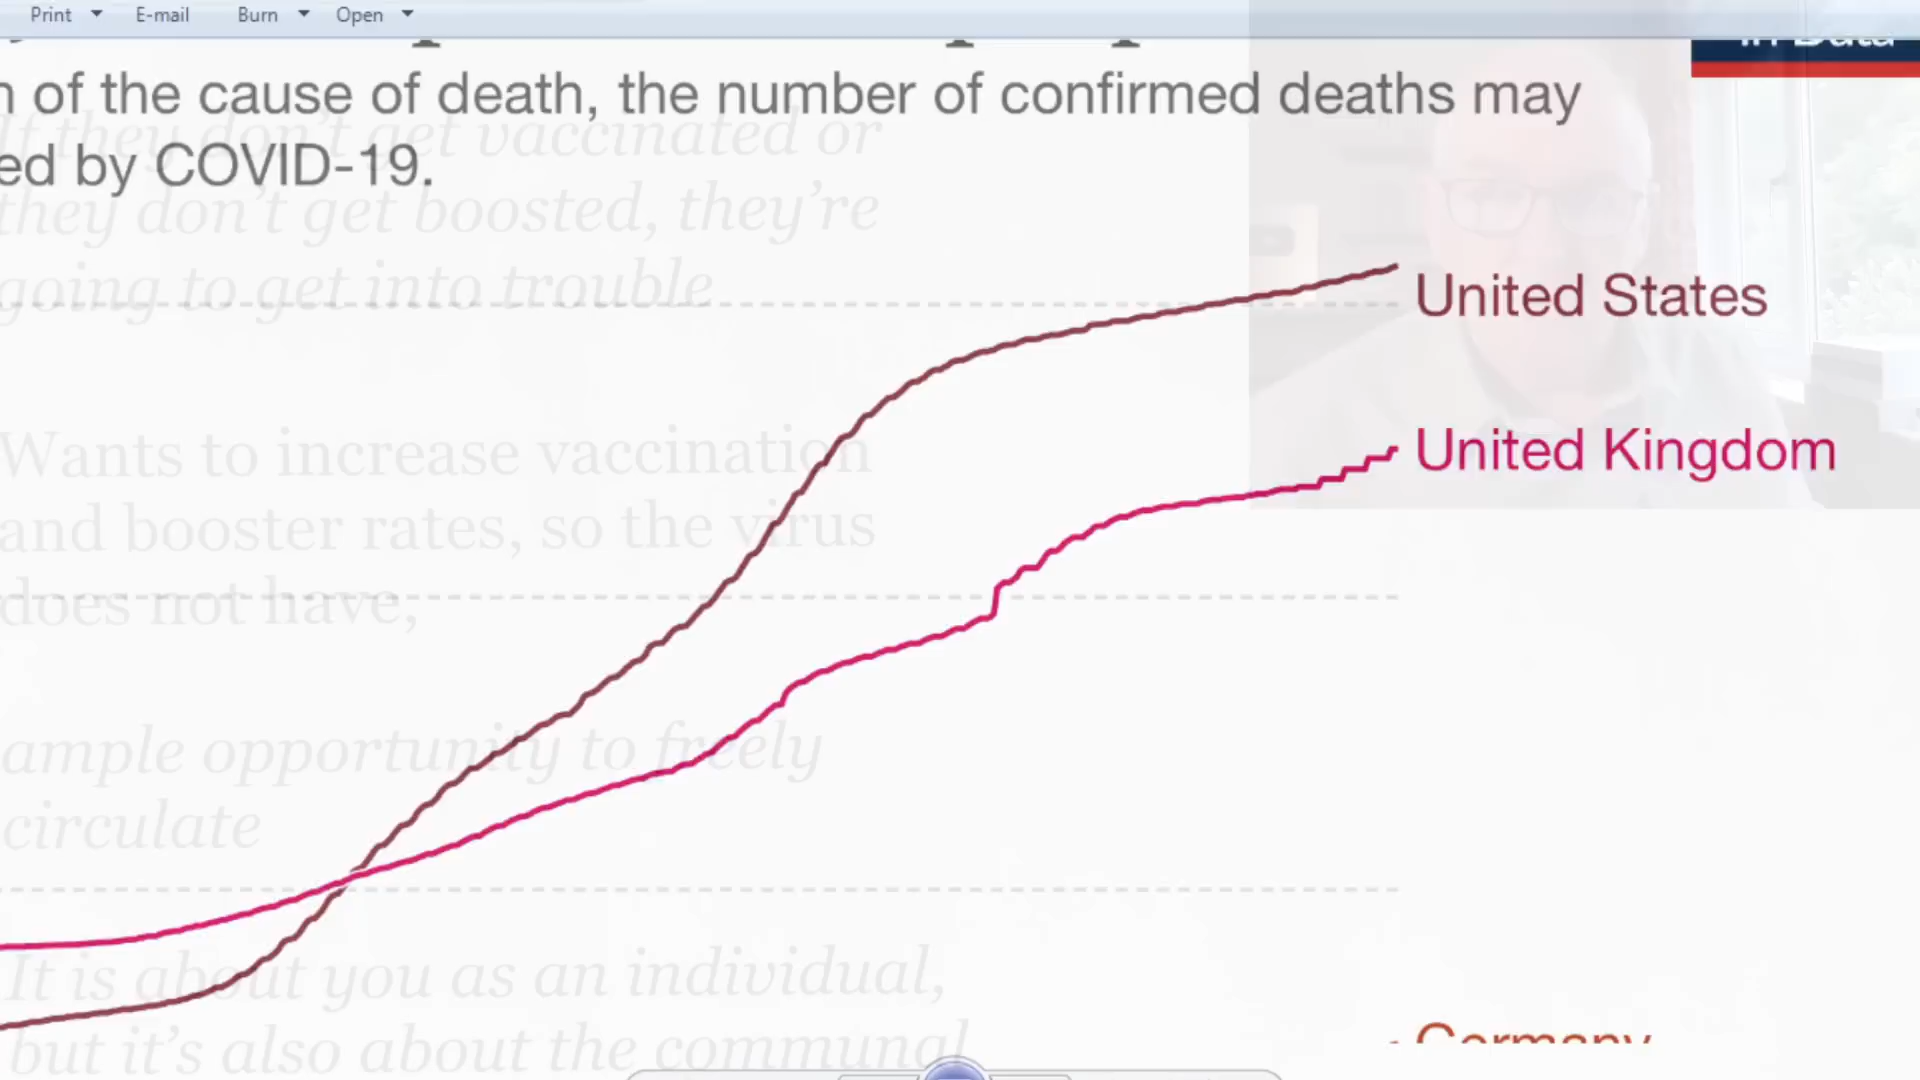 Print E-mail Burn Open
in Data
n of the cause of death, the number of confirmed deaths may
ed by COVID-19.
If they don't get vaccinated or
they don't get boosted, they're
going to get into trouble
United States
Wants to increase vaccination
and booster rates, so the virus
does not have,
United Kingdom
ample opportunity to freely
circulate
It is about you as an individual,
but it's also about the communal
Germany